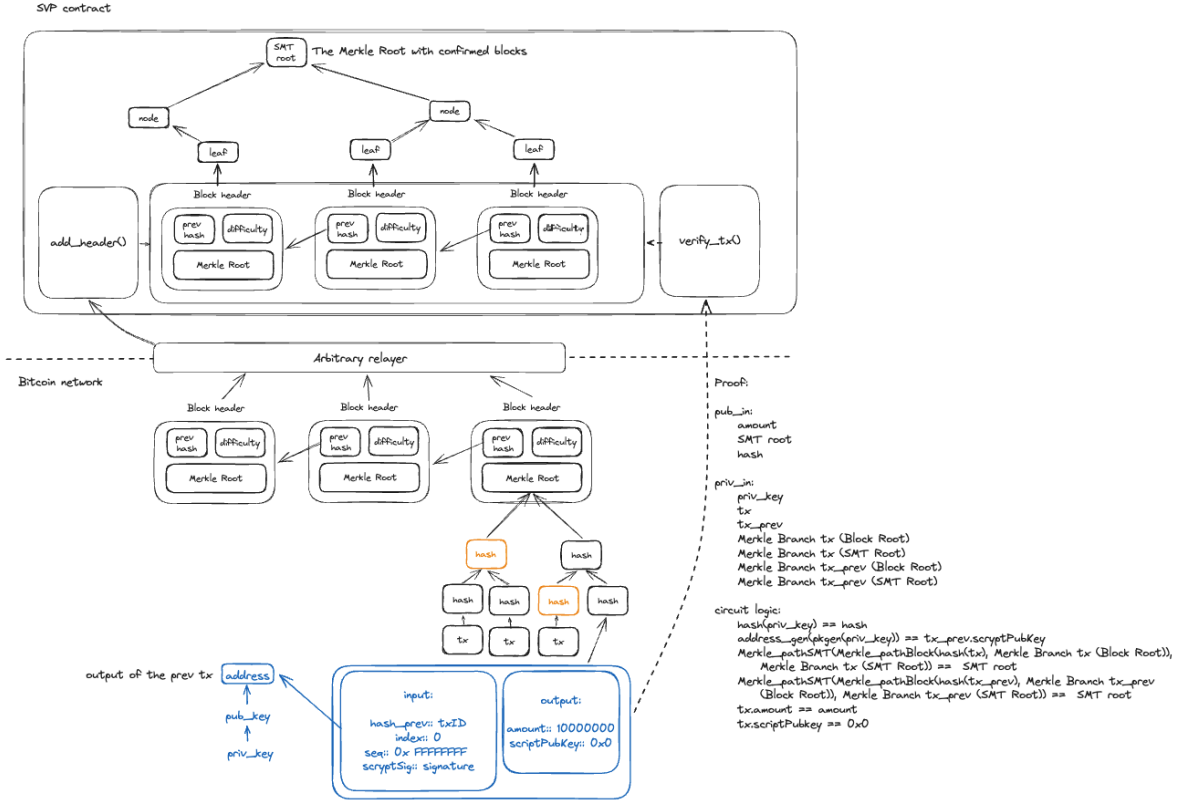 SVP contract
SMT
root
The Merkle Root with confirmed blocks
node
node
leaf
leaf
leaf
Block header
Block header
Block header
add_header()
prev
hash
difficulty
Merkle Root
prev
hash
difficulty
Merkle Root
prev
hash
difficulty
Merkle Root
verify_tx()
Arbitrary relayer
Bitcoin network
Block header
Block header
Block header
prev
hash
difficulty
Merkle Root
prev
hash
difficulty
Merkle Root
prev
hash
difficulty
Merkle Root
hash
hash
hash
hash
hash
hash
tx
tx
tx
output of the prev tx
address
pub_key
priv_key
input:
hash_prev:: txID
index:: 0
seq:: 0x FFFFFFFF
scryptSig:: signature
output:
amount:: 10000000
scriptPubKey:: 0x0
Proof:
pub_in:
amount
SMT root
hash
priv_in:
priv_key
tx
tx_prev
Merkle Branch tx (Block Root)
Merkle Branch tx (SMT Root)
Merkle Branch tx_prev (Block Root)
Merkle Branch tx_prev (SMT Root)
circuit logic:
hash(priv_key) == hash
address_gen(pkgen(priv_key)) == tx_prev.scryptPubKey
Merkle_pathSMT(Merkle_pathBlock(hash(tx), Merkle Branch tx (Block Root)),
Merkle Branch tx (SMT Root)) == SMT root
Merkle_pathSMT(Merkle_pathBlock(hash(tx_prev), Merkle Branch tx_prev
(Block Root)), Merkle Branch tx_prev (SMT Root)) == SMT root
tx.amount == amount
tx.scriptPubkey == 0x0